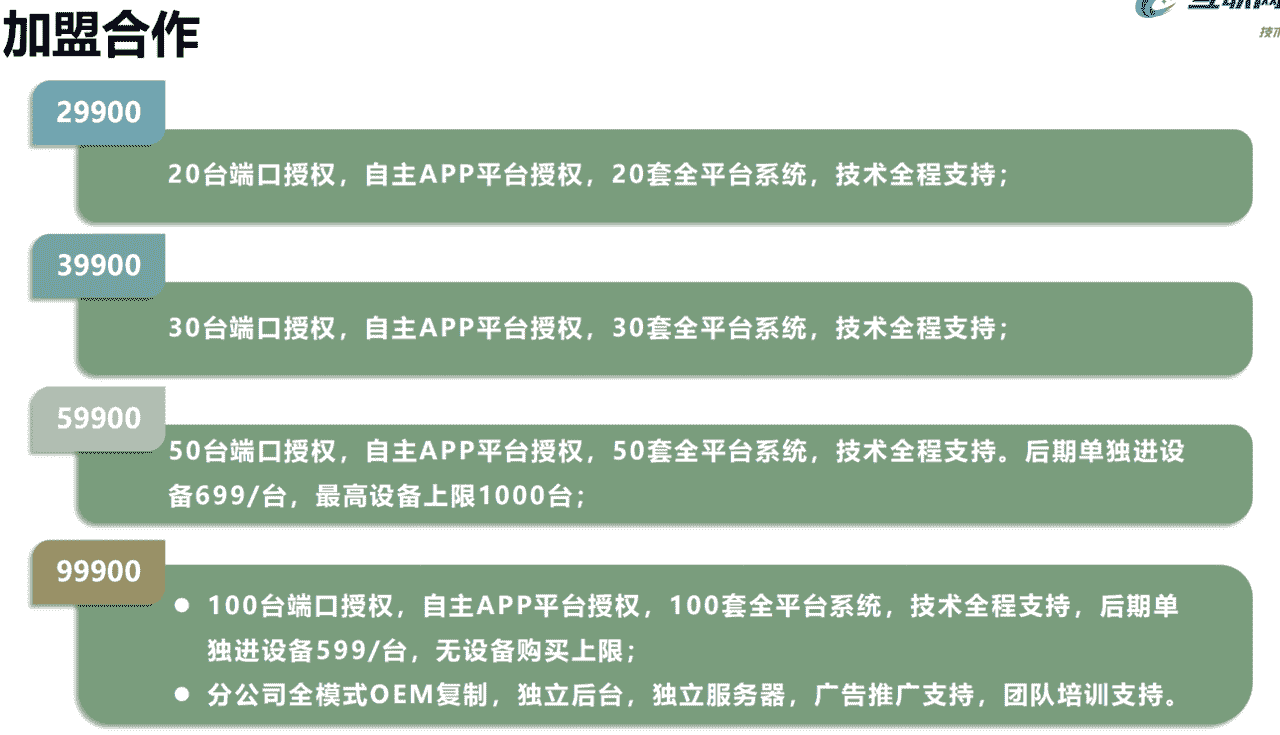 加盟合作
29900
20台端口授权，自主APP平台授权，20套全平台系统，技术全程支持；
39900
30台端口授权，自主APP平台授权，30套全平台系统，技术全程支持；
59900
50台端口授权，自主APP平台授权，50套全平台系统，技术全程支持。后期单独进设
备699/台，最高设备上限1000台；
99900
● 100台端口授权，自主APP平台授权，100套全平台系统，技术全程支持，后期单
独进设备599/台，无设备购买上限；
● 分公司全模式OEM复制，独立后台，独立服务器，广告推广支持，团队培训支持。